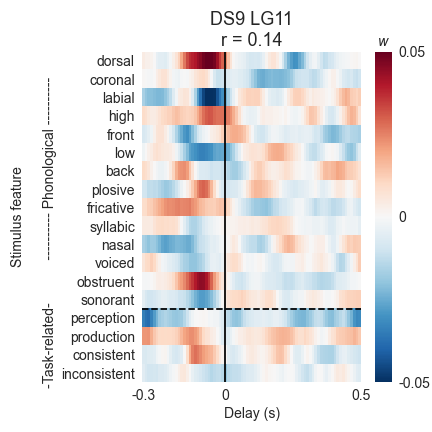 DS9 LG11
r = 0.14
w
dorsal
coronal
labial
high
front
low
back
plosive
fricative
syllabic
nasal
voiced
obstruent
sonorant
perception
production
consistent
inconsistent
Stimulus feature
---------- Phonological ----------
-Task-related-
0.05
0
-0.05
-0.3
0
0.5
Delay (s)